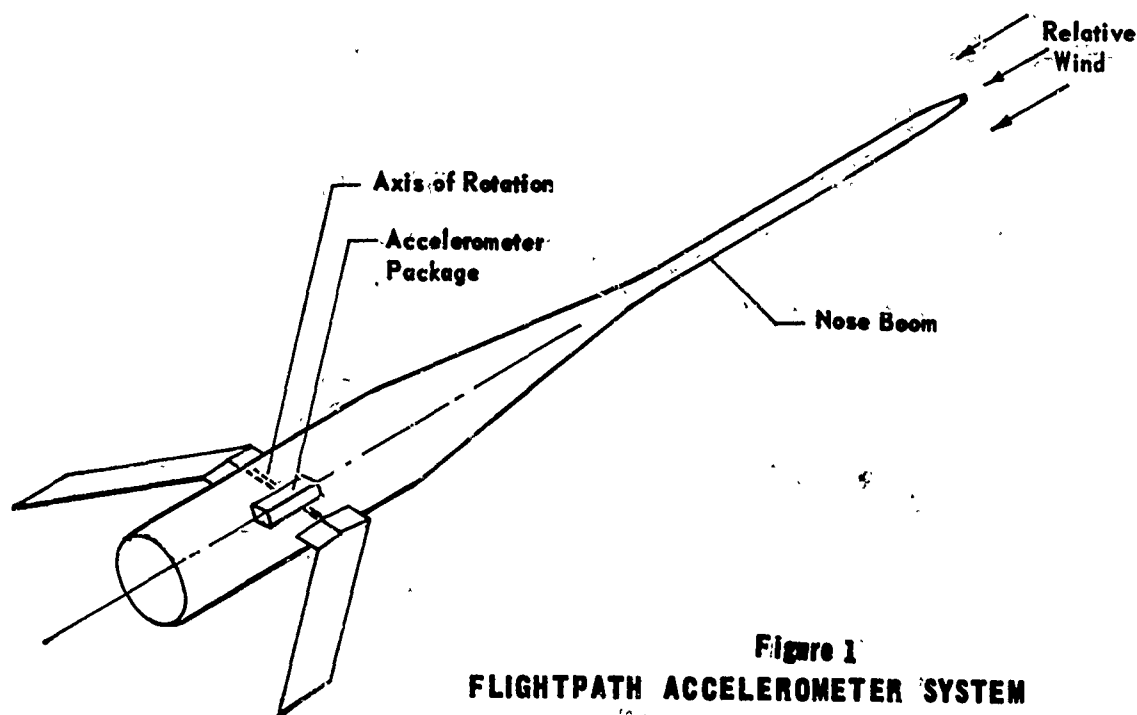 Relative
Wind
Axis of Rotation
Accelerometer
Package
Nose Boom
Figure 1
FLIGHTPATH ACCELEROMETER SYSTEM